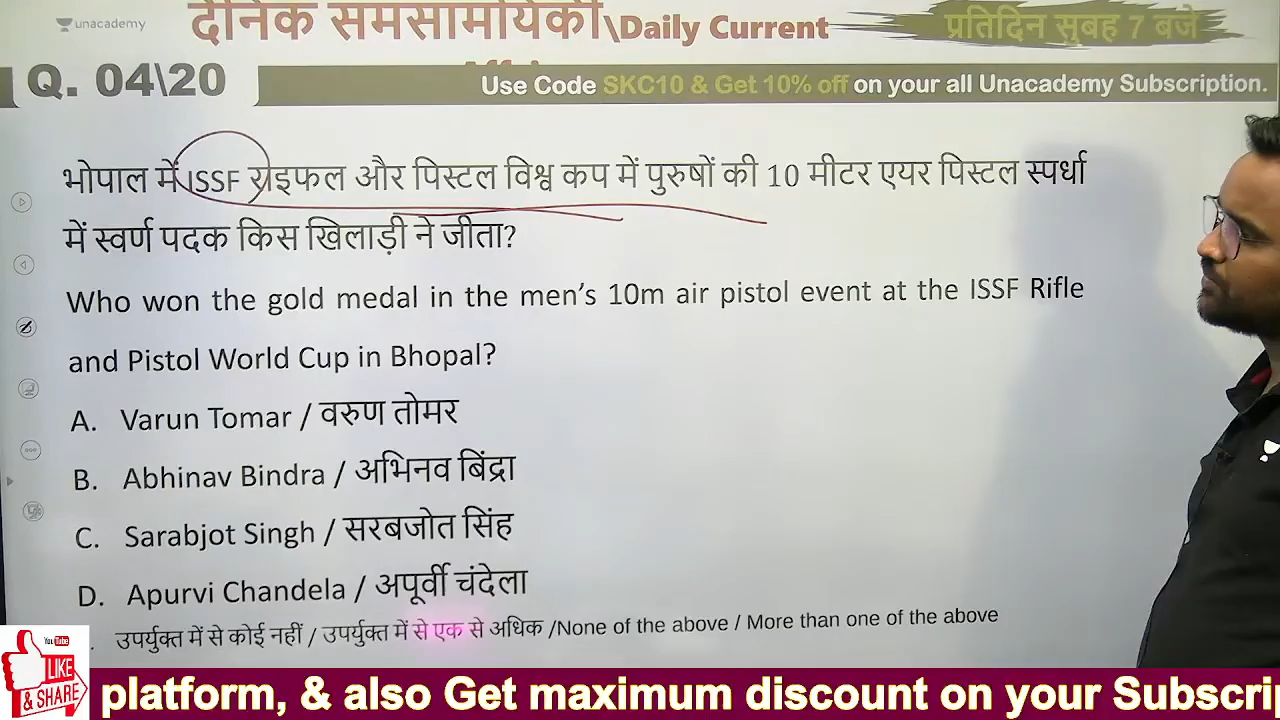 unacademy
दैनिक समसामयिकी\Daily Current
प्रतिदिन सुबह 7 बजे
Q. 04\20
Use Code SKC10 & Get 10% off on your all Unacademy Subscription.
भोपाल में ISSF राइफल और पिस्टल विश्व कप में पुरुषों की 10 मीटर एयर पिस्टल स्पर्धा
में स्वर्ण पदक किस खिलाड़ी ने जीता?
Who won the gold medal in the men's 10m air pistol event at the ISSF Rifle
and Pistol World Cup in Bhopal?
A. Varun Tomar / वरुण तोमर
B. Abhinav Bindra / अभिनव बिंद्रा
C. Sarabjot Singh / सरबजोत सिंह
D. Apurvi Chandela / अपूर्वी चंदेला
उपर्युक्त में से कोई नहीं / उपर्युक्त में से एक से अधिक /None of the above / More than one of the above
YouTube
LIKE
& SHARE
platform, & also Get maximum discount on your Subscri